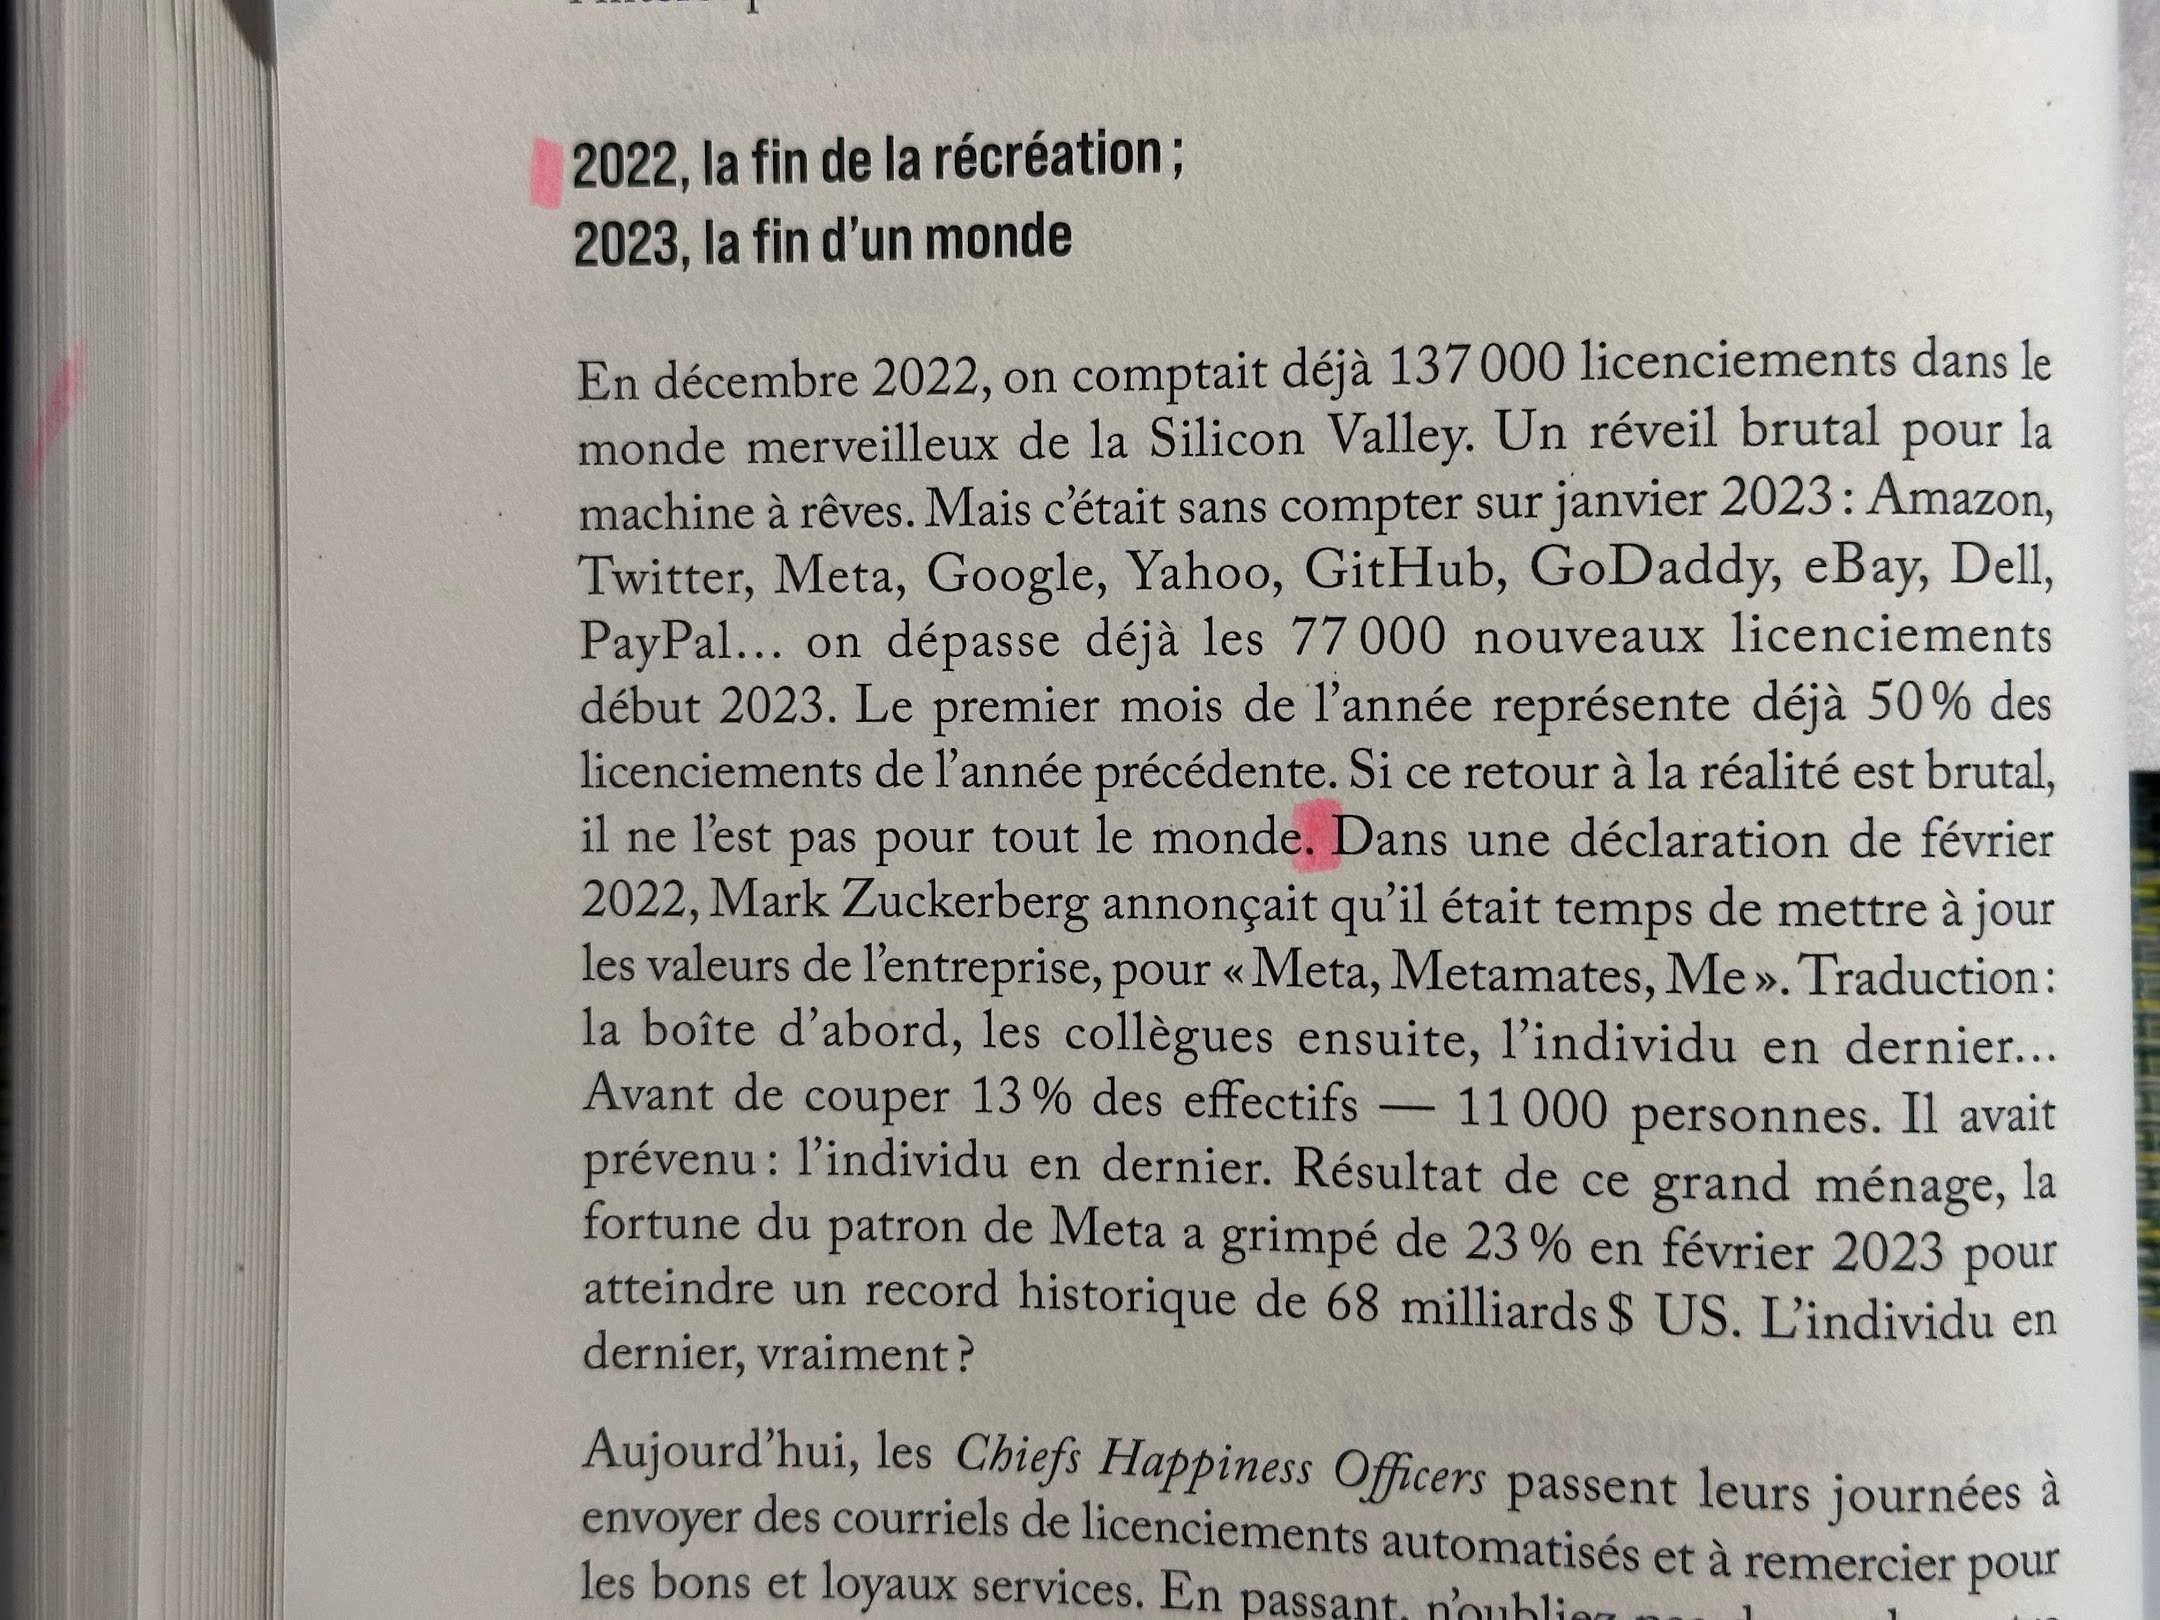 2022, la fin de la récréation ;
2023, la fin d’un monde
En décembre 2022, on comptait déjà 137 000 licenciements dans le
monde merveilleux de la Silicon Valley. Un réveil brutal pour la
machine à rêves. Mais c’était sans compter sur janvier 2023 : Amazon,
Twitter, Meta, Google, Yahoo, GitHub, GoDaddy, eBay, Dell,
PayPal… on dépasse déjà les 77 000 nouveaux licenciements
début 2023. Le premier mois de l’année représente déjà 50 % des
licenciements de l’année précédente. Si ce retour à la réalité est brutal,
il ne l’est pas pour tout le monde. Dans une déclaration de février
2022, Mark Zuckerberg annonçait qu’il était temps de mettre à jour
les valeurs de l’entreprise, pour « Meta, Metamates, Me ». Traduction :
la boîte d’abord, les collègues ensuite, l’individu en dernier…
Avant de couper 13 % des effectifs — 11 000 personnes. Il avait
prévenu : l’individu en dernier. Résultat de ce grand ménage, la
fortune du patron de Meta a grimpé de 23 % en février 2023 pour
atteindre un record historique de 68 milliards $ US. L’individu en
dernier, vraiment ?
Aujourd’hui, les Chiefs Happiness Officers passent leurs journées à
envoyer des courriels de licenciements automatisés et à remercier pour
les bons et loyaux services. En passant, n’oubliez pas